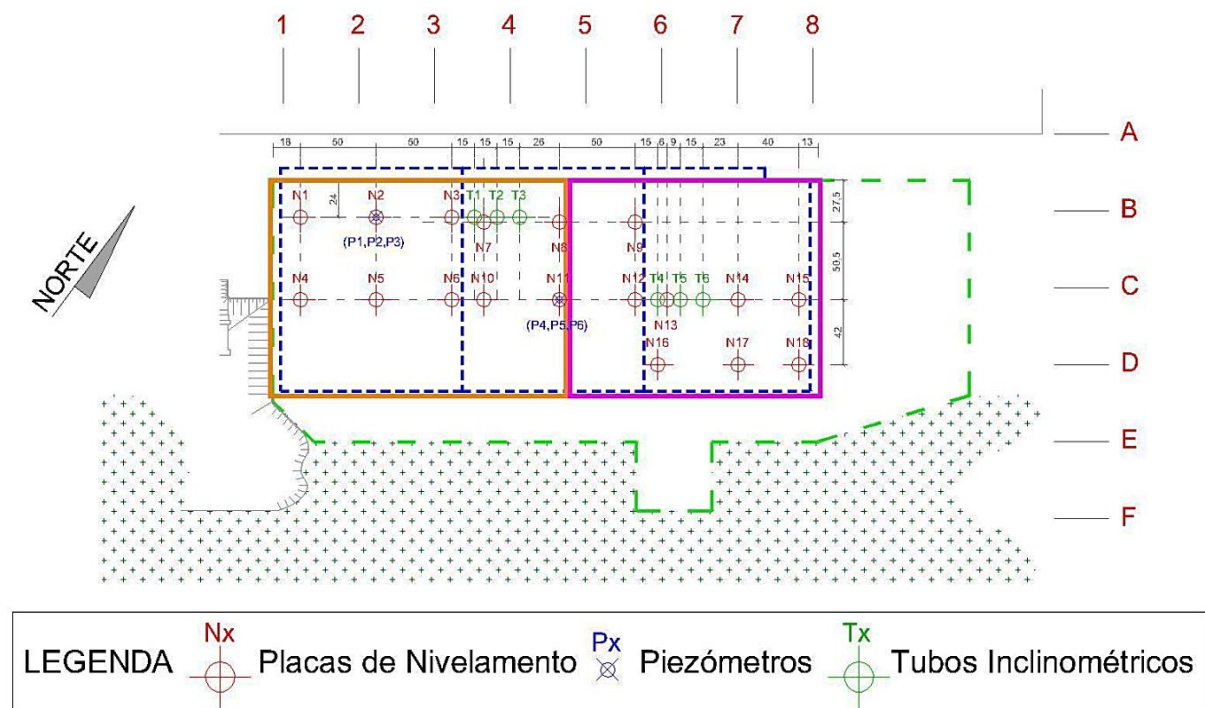 1 2 3 4 5 6 7 8
A
18 50 50 15 15 15 26 50 15 6 9 15 23 40 13
N1 N2 N3 T1 T2 T3
24
27,5
B
(P1,P2,P3)
N7 N8 N9
50,5
NORTE
N4 N5 N6 N10 N11 N12 T4 T5 T6 N14 N15
C
(P4,P5,P6)
N13
N16 N17 N18
42
D
E
F
LEGENDA
Nx
Placas de Nivelamento
Px
Piezómetros
Tx
Tubos Inclinométricos